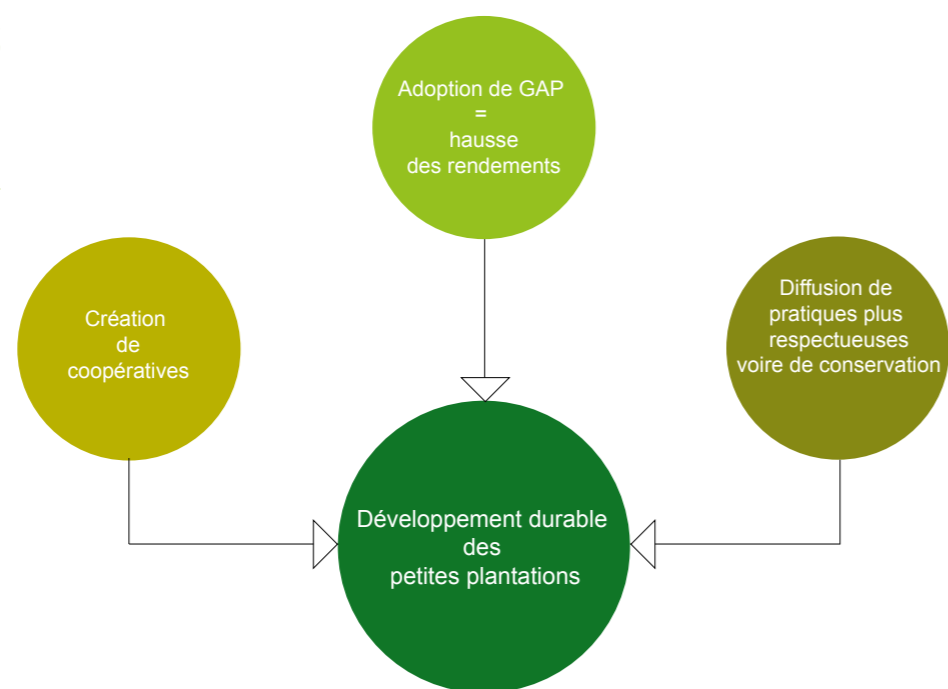 Adoption de GAP
=
hausse
des rendements
Création
de
coopératives
Diffusion de
pratiques plus
respectueuses
voire de conservation
Développement durable
des
petites plantations